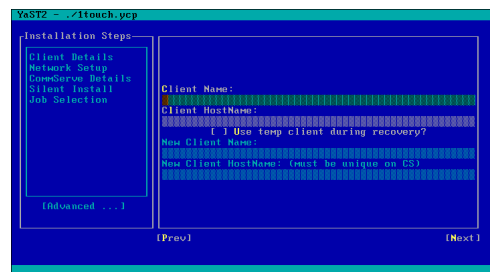 YaST2 - ./1touch.ycp
Installation Steps
Client Details
Network Setup
CommServe Details
Silent Install
Job Selection
[Advanced ...]
Client Name:
Client HostName:
[ ] Use temp client during recovery?
New Client Name:
New Client HostName: (must be unique on CS)
[Prev]
[Next]